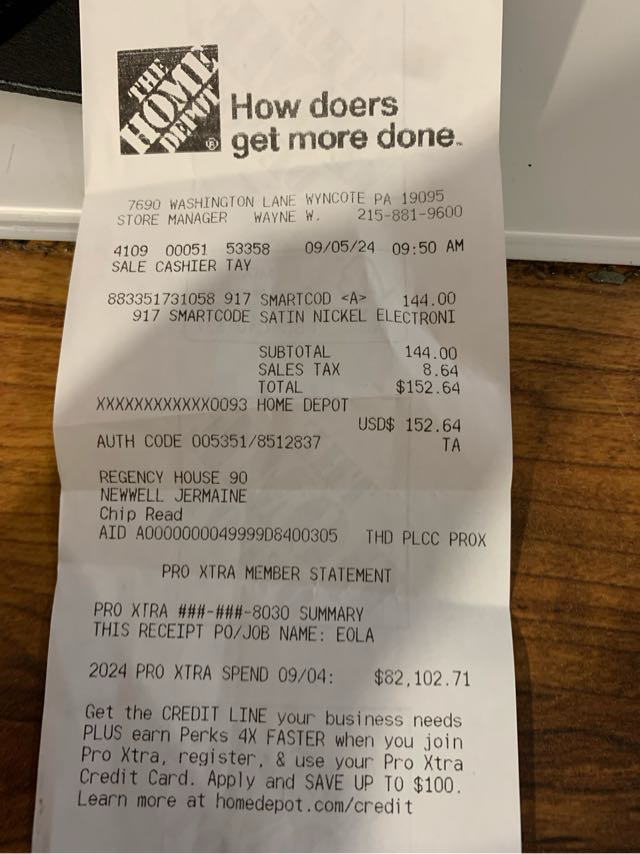 THE
HOME
DEPOT®
How doers
get more done™
7690 WASHINGTON LANE WYNCOTE PA 19095
STORE MANAGER WAYNE W. 215-881-9600
4109 00051 53358 09/05/24 09:50 AM
SALE CASHIER TAY
883351731058 917 SMARTCOD <A> 144.00
917 SMARTCODE SATIN NICKEL ELECTRONI
SUBTOTAL 144.00
SALES TAX 8.64
TOTAL $152.64
XXXXXXXXXXXX0093 HOME DEPOT
USD$ 152.64
AUTH CODE 005351/8512837 TA
REGENCY HOUSE 90
NEWWELL JERMAINE
Chip Read
AID A0000000049999D8400305 THD PLCC PROX
PRO XTRA MEMBER STATEMENT
PRO XTRA ###-###-8030 SUMMARY
THIS RECEIPT PO/JOB NAME: EOLA
2024 PRO XTRA SPEND 09/04: $82,102.71
Get the CREDIT LINE your business needs
PLUS earn Perks 4X FASTER when you join
Pro Xtra, register, & use your Pro Xtra
Credit Card. Apply and SAVE UP TO $100.
Learn more at homedepot.com/credit